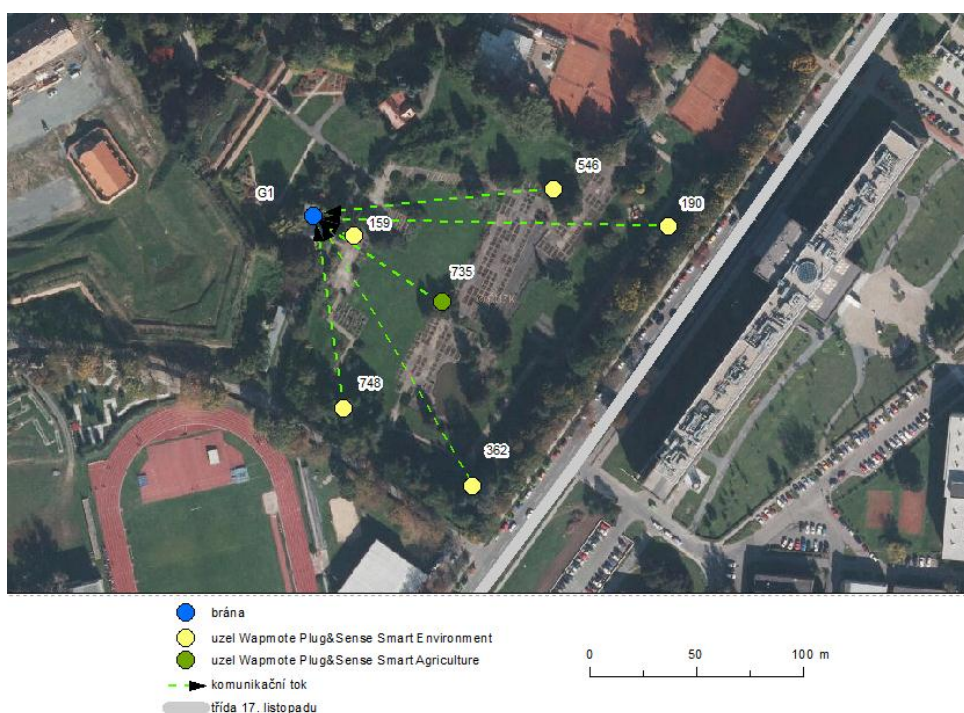 546
G1
190
159
735
748
362
brána
uzel Wapmote Plug&Sense Smart Environment
uzel Wapmote Plug&Sense Smart Agriculture
komunikační tok
třída 17. listopadu
0 50 100 m